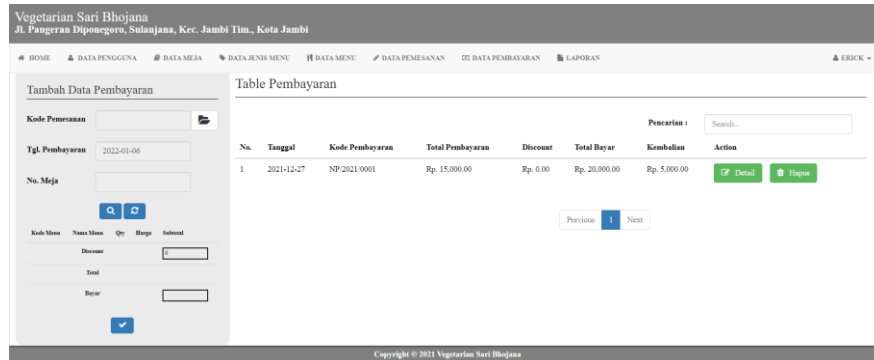 Vegetarian Sari Bhojana
Jl. Pangeran Diponegoro, Sulanjana, Kec. Jambi Tim., Kota Jambi
HOME DATA PENGGUNA DATA MEJA DATA JENIS MENU DATA MENU DATA PEMESANAN DATA PEMBAYARAN LAPORAN ERICK
Tambah Data Pembayaran
Kode Pemesanan
Tgl. Pembayaran 2022-01-06
No. Meja
Kode Menu Nama Menu Qty Harga Subtotal
Discount 0
Total
Bayar
Table Pembayaran
Pencarian : Search..
No. Tanggal Kode Pembayaran Total Pembayaran Discount Total Bayar Kembalian Action
1 2021-12-27 NP/2021/0001 Rp. 15,000.00 Rp. 0.00 Rp. 20,000.00 Rp. 5,000.00 Detail Hapus
Previous 1 Next
Copyright © 2021 Vegetarian Sari Bhojana